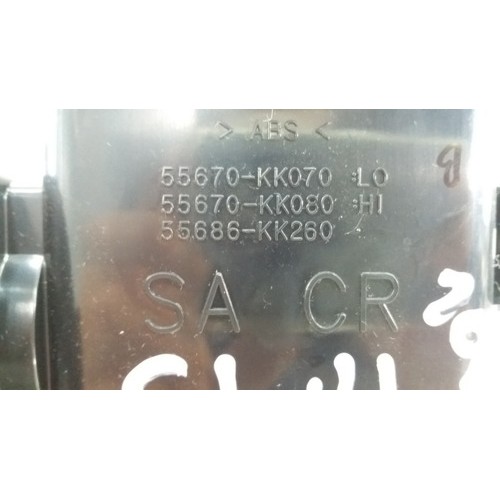 > ABS <
55670-KK070 :LO
55670-KK080 :HI
55686-KK260
SA CR